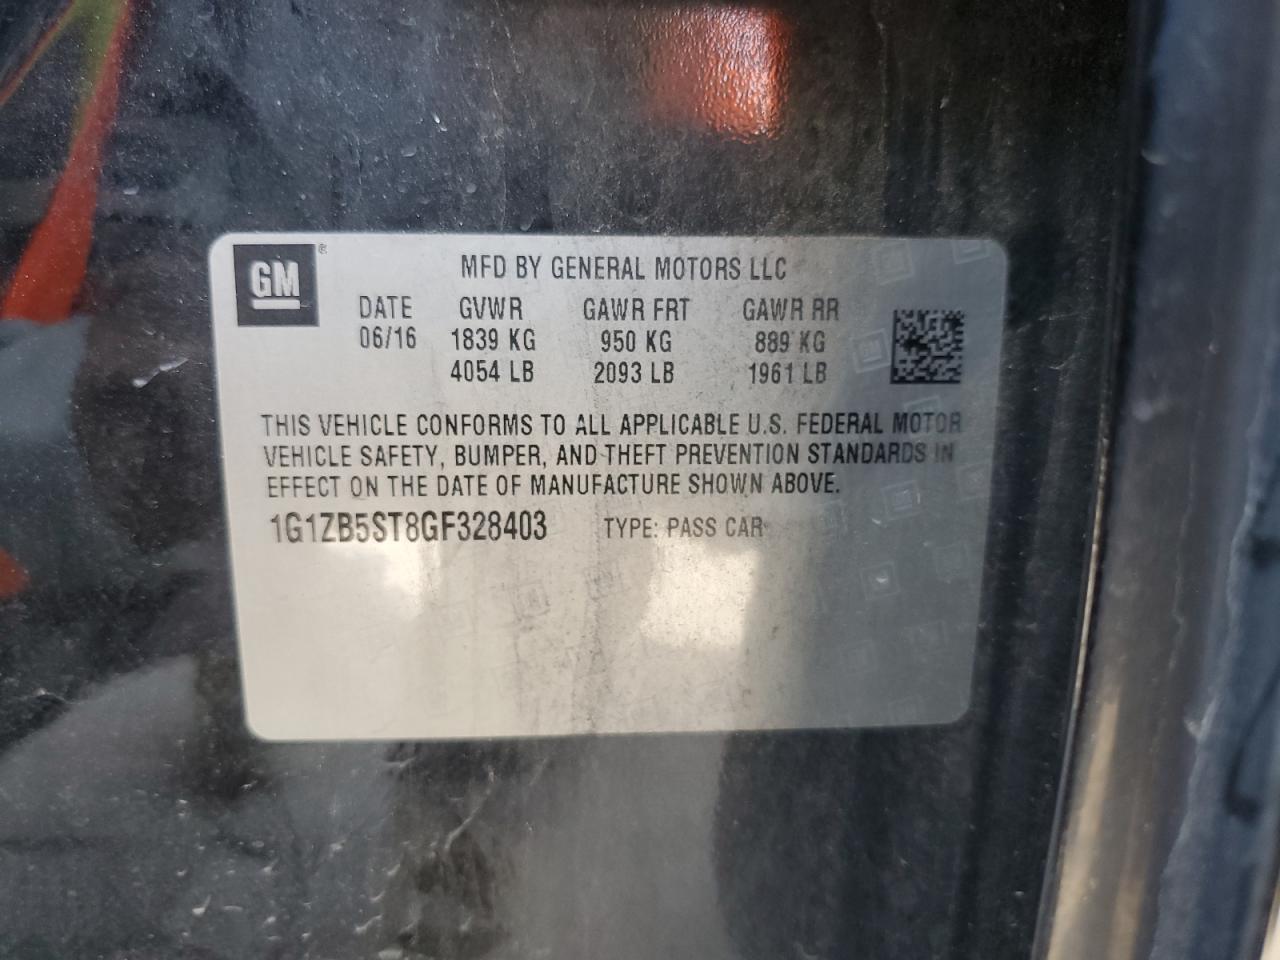 GM ®
MFD BY GENERAL MOTORS LLC
DATE GVWR GAWR FRT GAWR RR
06/16 1839 KG 950 KG 889 KG
4054 LB 2093 LB 1961 LB
THIS VEHICLE CONFORMS TO ALL APPLICABLE U.S. FEDERAL MOTOR
VEHICLE SAFETY, BUMPER, AND THEFT PREVENTION STANDARDS IN
EFFECT ON THE DATE OF MANUFACTURE SHOWN ABOVE.
1G1ZB5ST8GF328403 TYPE: PASS CAR